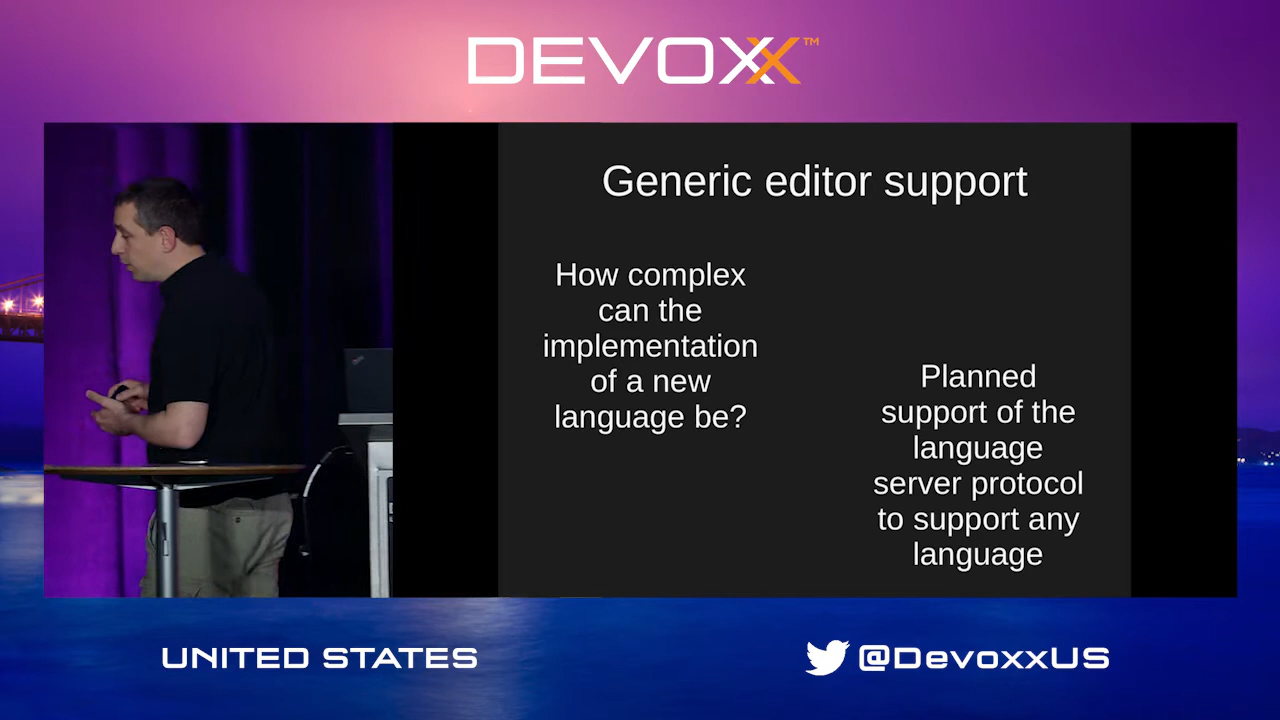 DEVOXX™
Generic editor support
How complex
can the
implementation
of a new
language be?
Planned
support of the
language
server protocol
to support any
language
UNITED STATES
@DevoxxUS